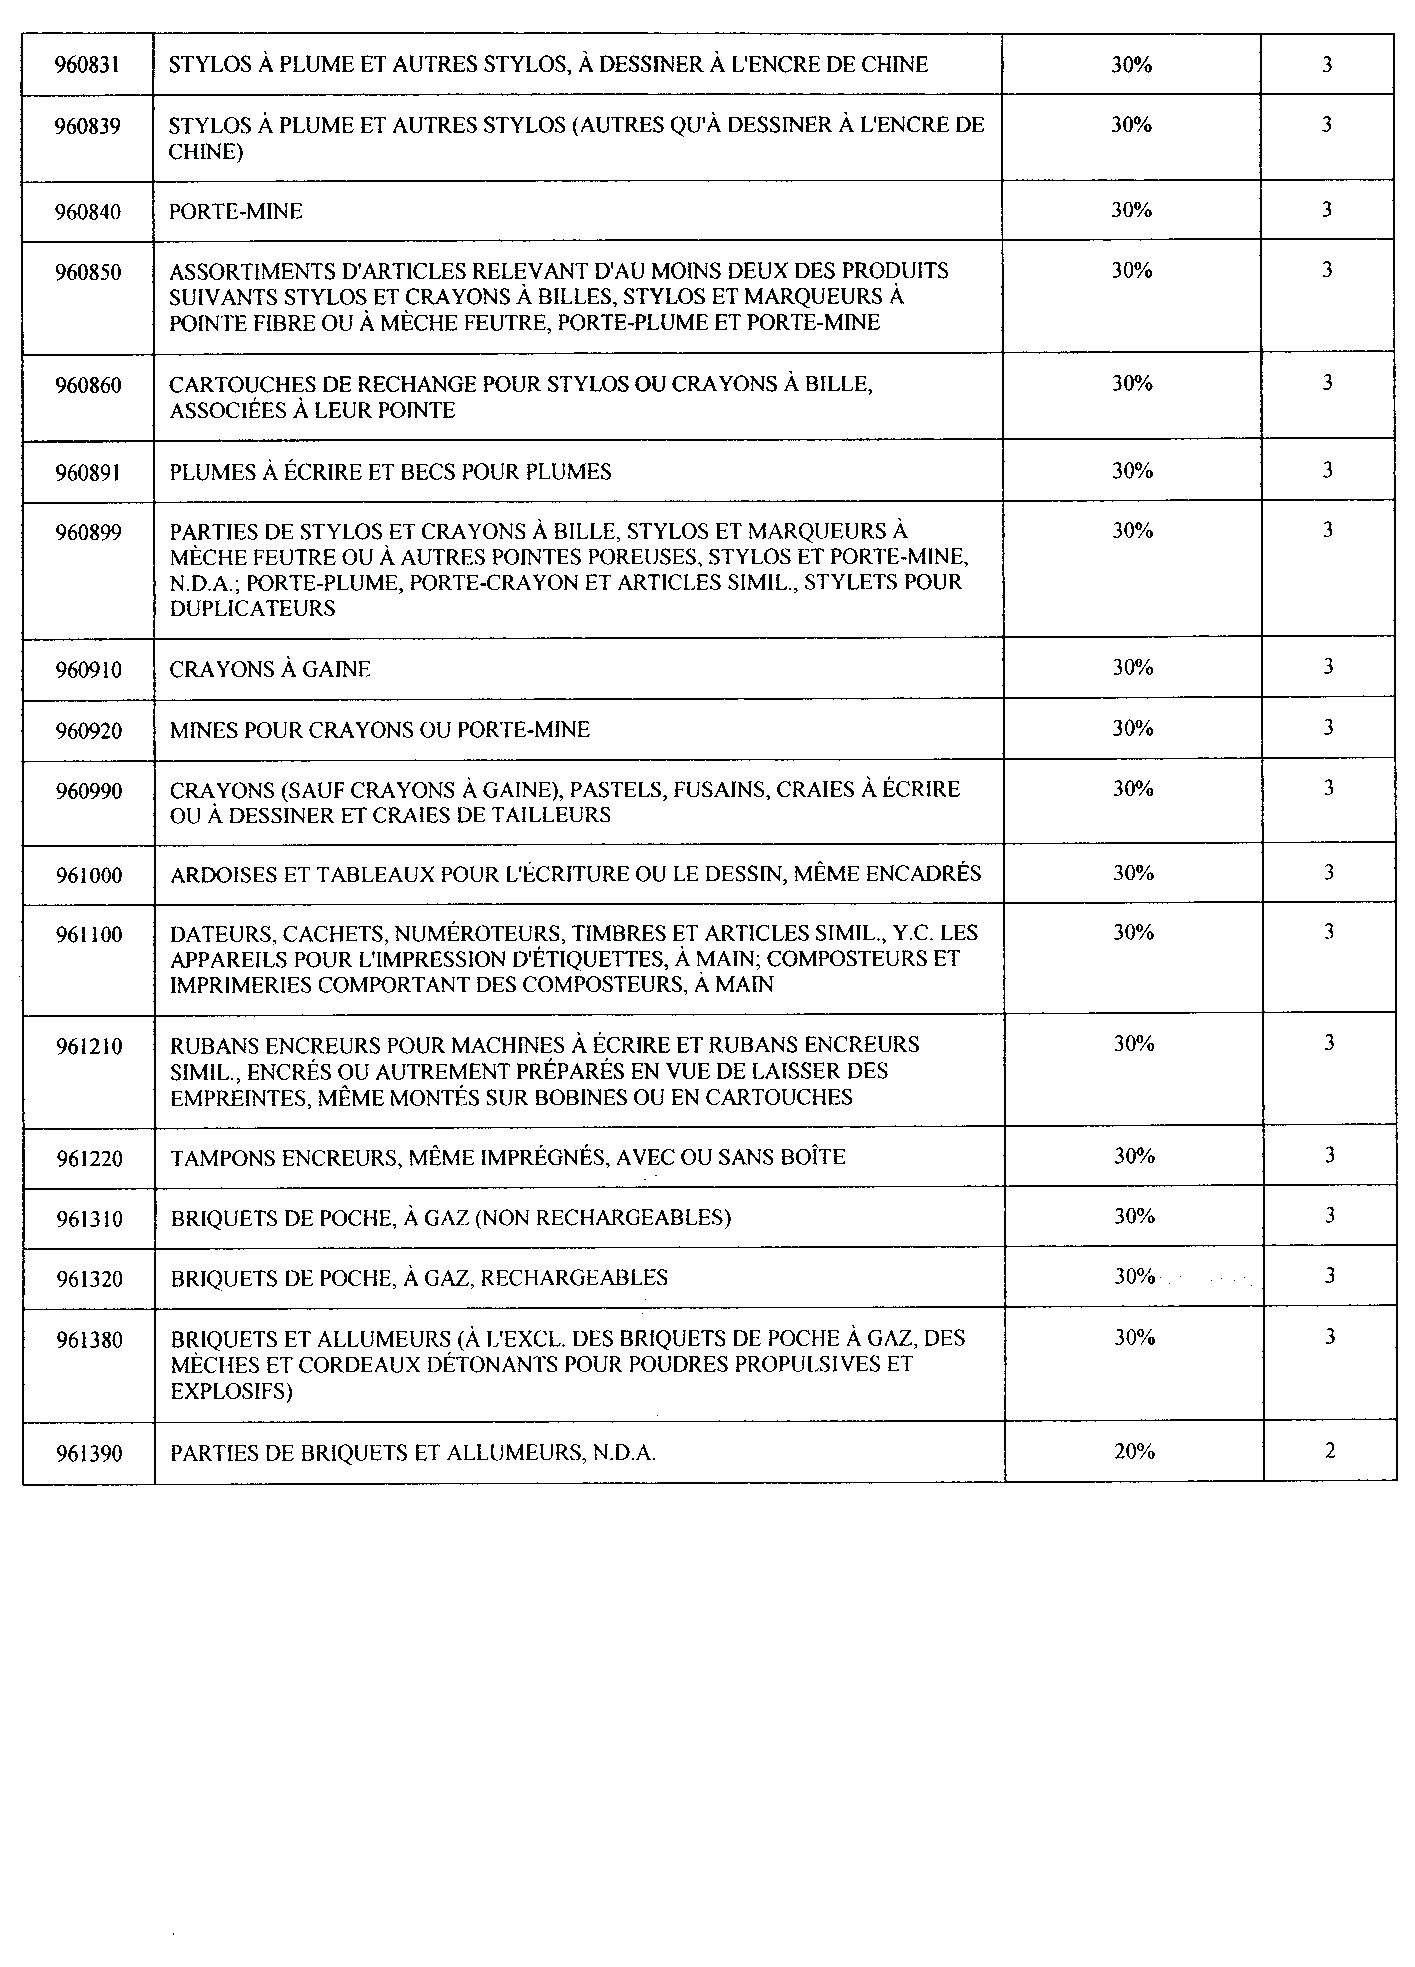 960831 STYLOS À PLUME ET AUTRES STYLOS, À DESSINER À L'ENCRE DE CHINE 30% 3
960839 STYLOS À PLUME ET AUTRES STYLOS (AUTRES QU'À DESSINER À L'ENCRE DE 30% 3
CHINE)
960840 PORTE-MINE 30% 3
960850 ASSORTIMENTS D'ARTICLES RELEVANT D'AU MOINS DEUX DES PRODUITS 30% 3
SUIVANTS STYLOS ET CRAYONS À BILLES, STYLOS ET MARQUEURS À
POINTE FIBRE OU À MÈCHE FEUTRE, PORTE-PLUME ET PORTE-MINE
960860 CARTOUCHES DE RECHANGE POUR STYLOS OU CRAYONS À BILLE, 30% 3
ASSOCIÉES À LEUR POINTE
960891 PLUMES À ÉCRIRE ET BECS POUR PLUMES 30% 3
960899 PARTIES DE STYLOS ET CRAYONS À BILLE, STYLOS ET MARQUEURS À 30% 3
MÈCHE FEUTRE OU À AUTRES POINTES POREUSES, STYLOS ET PORTE-MINE,
N.D.A.; PORTE-PLUME, PORTE-CRAYON ET ARTICLES SIMIL., STYLETS POUR
DUPLICATEURS
960910 CRAYONS À GAINE 30% 3
960920 MINES POUR CRAYONS OU PORTE-MINE 30% 3
960990 CRAYONS (SAUF CRAYONS À GAINE), PASTELS, FUSAINS, CRAIES À ÉCRIRE 30% 3
OU À DESSINER ET CRAIES DE TAILLEURS
961000 ARDOISES ET TABLEAUX POUR L'ÉCRITURE OU LE DESSIN, MÊME ENCADRÉS 30% 3
961100 DATEURS, CACHETS, NUMÉROTEURS, TIMBRES ET ARTICLES SIMIL., Y.C. LES 30% 3
APPAREILS POUR L'IMPRESSION D'ÉTIQUETTES, À MAIN; COMPOSTEURS ET
IMPRIMERIES COMPORTANT DES COMPOSTEURS, À MAIN
961210 RUBANS ENCREURS POUR MACHINES À ÉCRIRE ET RUBANS ENCREURS 30% 3
SIMIL., ENCRÉS OU AUTREMENT PRÉPARÉS EN VUE DE LAISSER DES
EMPREINTES, MÊME MONTÉS SUR BOBINES OU EN CARTOUCHES
961220 TAMPONS ENCREURS, MÊME IMPRÉGNÉS, AVEC OU SANS BOÎTE 30% 3
961310 BRIQUETS DE POCHE, À GAZ (NON RECHARGEABLES) 30% 3
961320 BRIQUETS DE POCHE, À GAZ, RECHARGEABLES 30% 3
961380 BRIQUETS ET ALLUMEURS (À L'EXCL. DES BRIQUETS DE POCHE À GAZ, DES 30% 3
MÈCHES ET CORDEAUX DÉTONANTS POUR POUDRES PROPULSIVES ET
EXPLOSIFS)
961390 PARTIES DE BRIQUETS ET ALLUMEURS, N.D.A. 20% 2